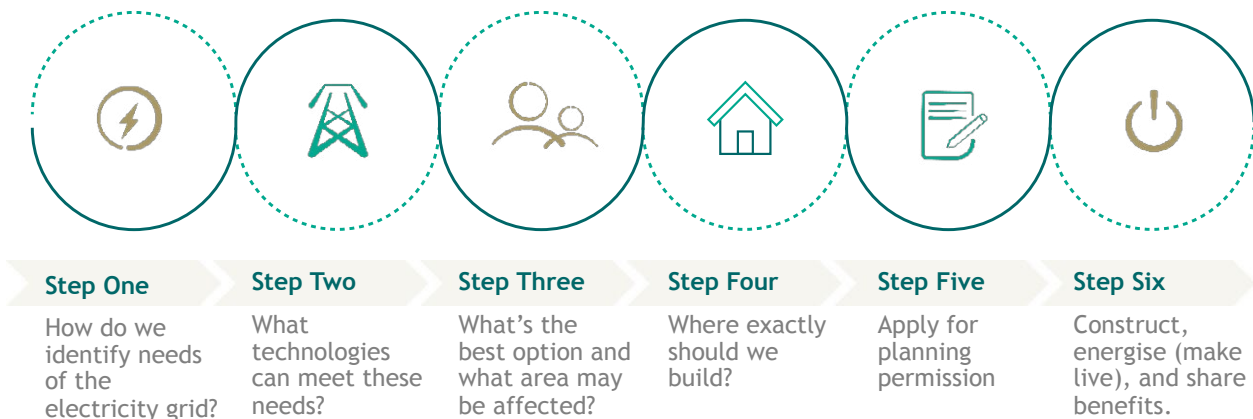 Step One
How do we
identify needs
of the
electricity grid?
Step Two
What
technologies
can meet these
needs?
Step Three
What's the
best option and
what area may
be affected?
Step Four
Where exactly
should we
build?
Step Five
Apply for
planning
permission
Step Six
Construct,
energise (make
live), and share
benefits.